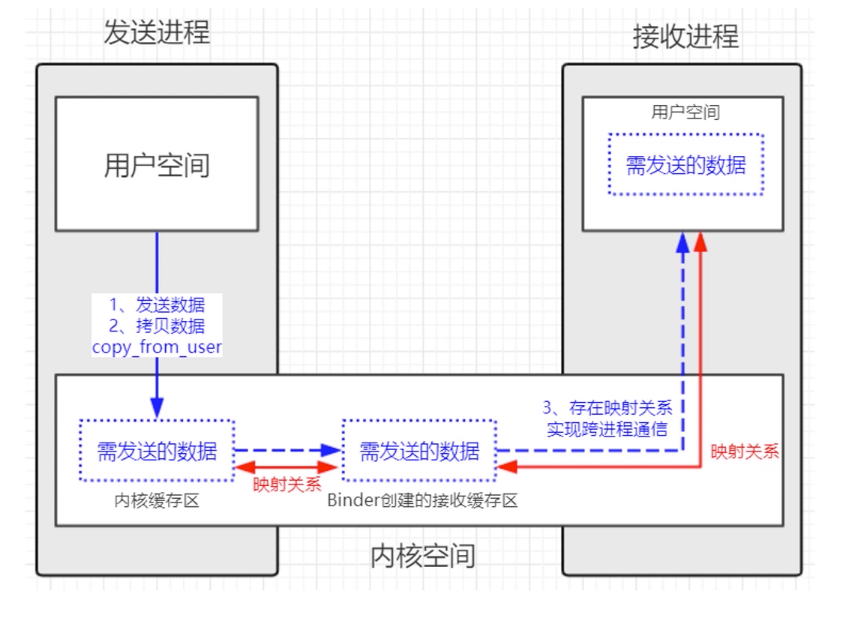 发送进程
接收进程
用户空间
用户空间
需发送的数据
1、发送数据
2、拷贝数据
copy_from_user
3、存在映射关系
实现跨进程通信
需发送的数据
需发送的数据
映射关系
映射关系
内核缓存区
Binder创建的接收缓存区
内核空间